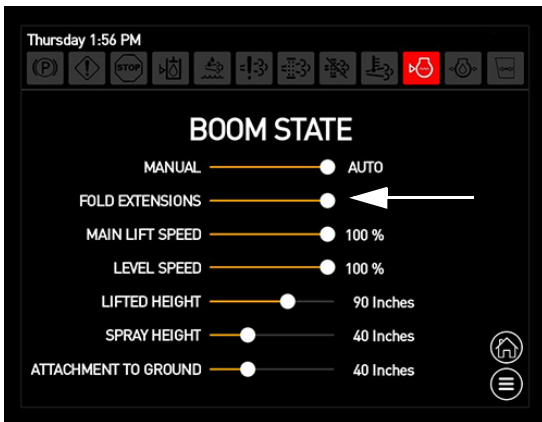 Thursday 1:56 PM
(P) STOP
BOOM STATE
MANUAL AUTO
FOLD EXTENSIONS
MAIN LIFT SPEED 100 %
LEVEL SPEED 100 %
LIFTED HEIGHT 90 Inches
SPRAY HEIGHT 40 Inches
ATTACHMENT TO GROUND 40 Inches